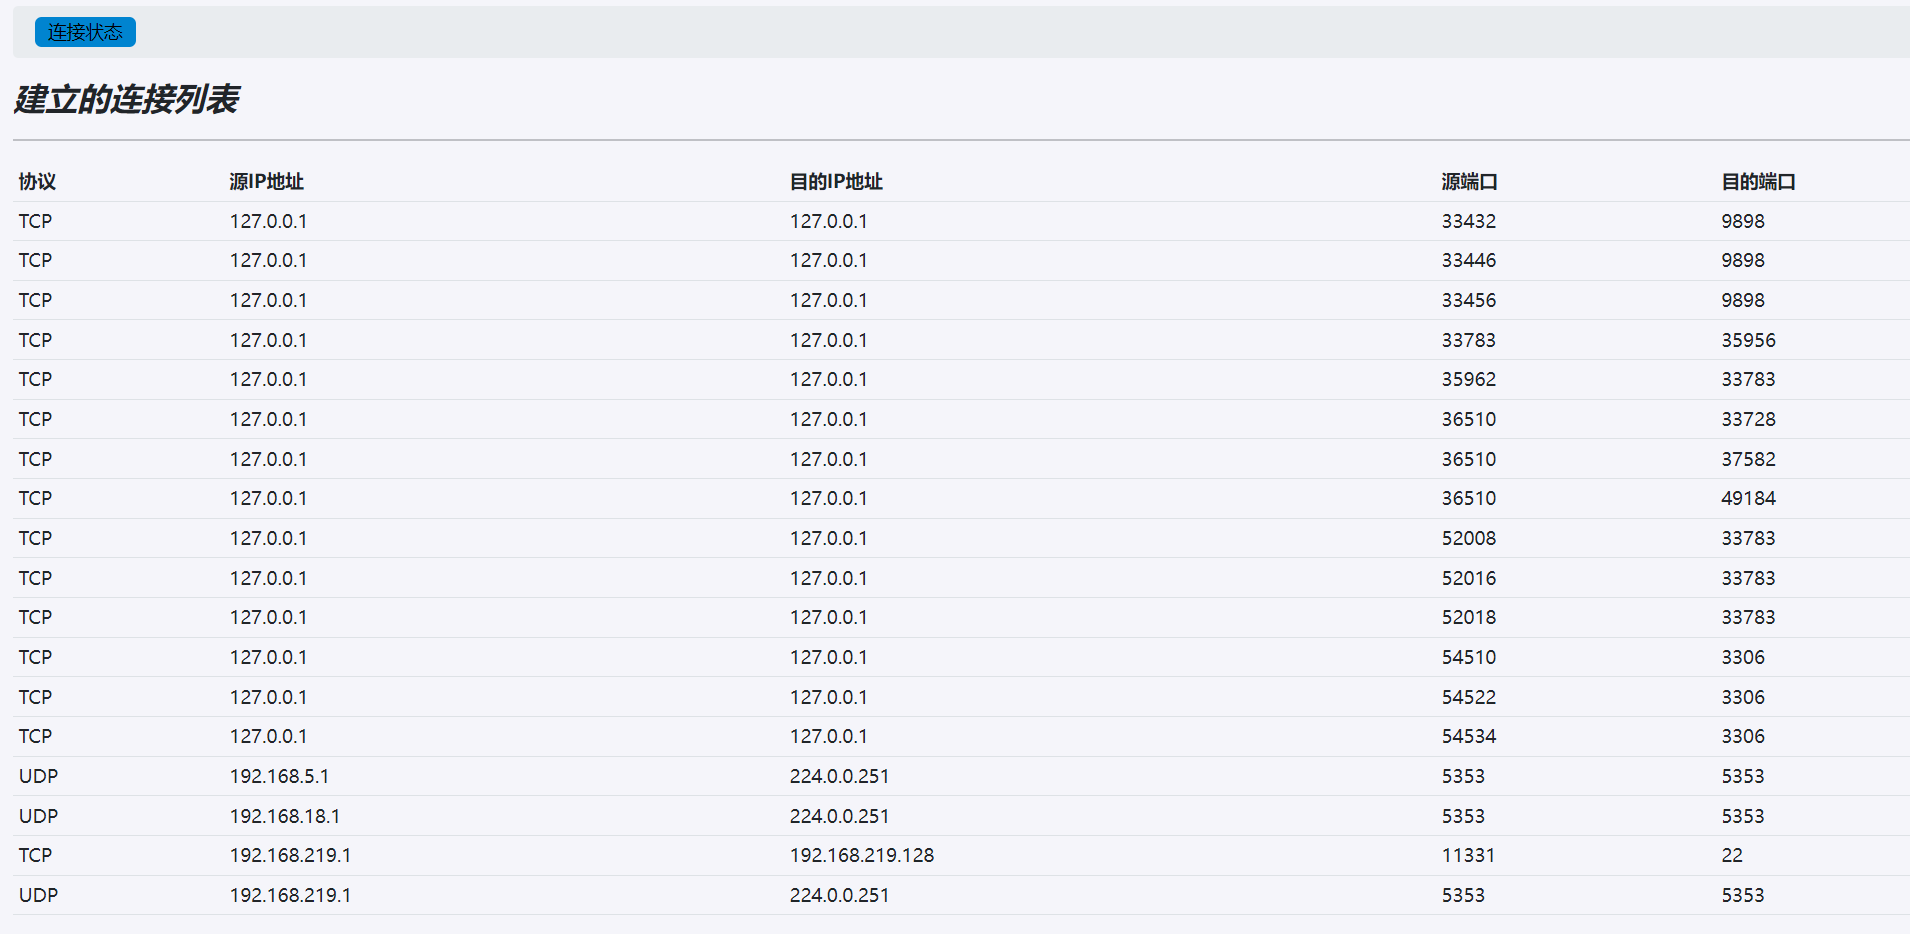 连接状态
建立的连接列表
协议 源IP地址 目的IP地址 源端口 目的端口
TCP 127.0.0.1 127.0.0.1 33432 9898
TCP 127.0.0.1 127.0.0.1 33446 9898
TCP 127.0.0.1 127.0.0.1 33456 9898
TCP 127.0.0.1 127.0.0.1 33783 35956
TCP 127.0.0.1 127.0.0.1 35962 33783
TCP 127.0.0.1 127.0.0.1 36510 33728
TCP 127.0.0.1 127.0.0.1 36510 37582
TCP 127.0.0.1 127.0.0.1 36510 49184
TCP 127.0.0.1 127.0.0.1 52008 33783
TCP 127.0.0.1 127.0.0.1 52016 33783
TCP 127.0.0.1 127.0.0.1 52018 33783
TCP 127.0.0.1 127.0.0.1 54510 3306
TCP 127.0.0.1 127.0.0.1 54522 3306
TCP 127.0.0.1 127.0.0.1 54534 3306
UDP 192.168.5.1 224.0.0.251 5353 5353
UDP 192.168.18.1 224.0.0.251 5353 5353
TCP 192.168.219.1 192.168.219.128 11331 22
UDP 192.168.219.1 224.0.0.251 5353 5353